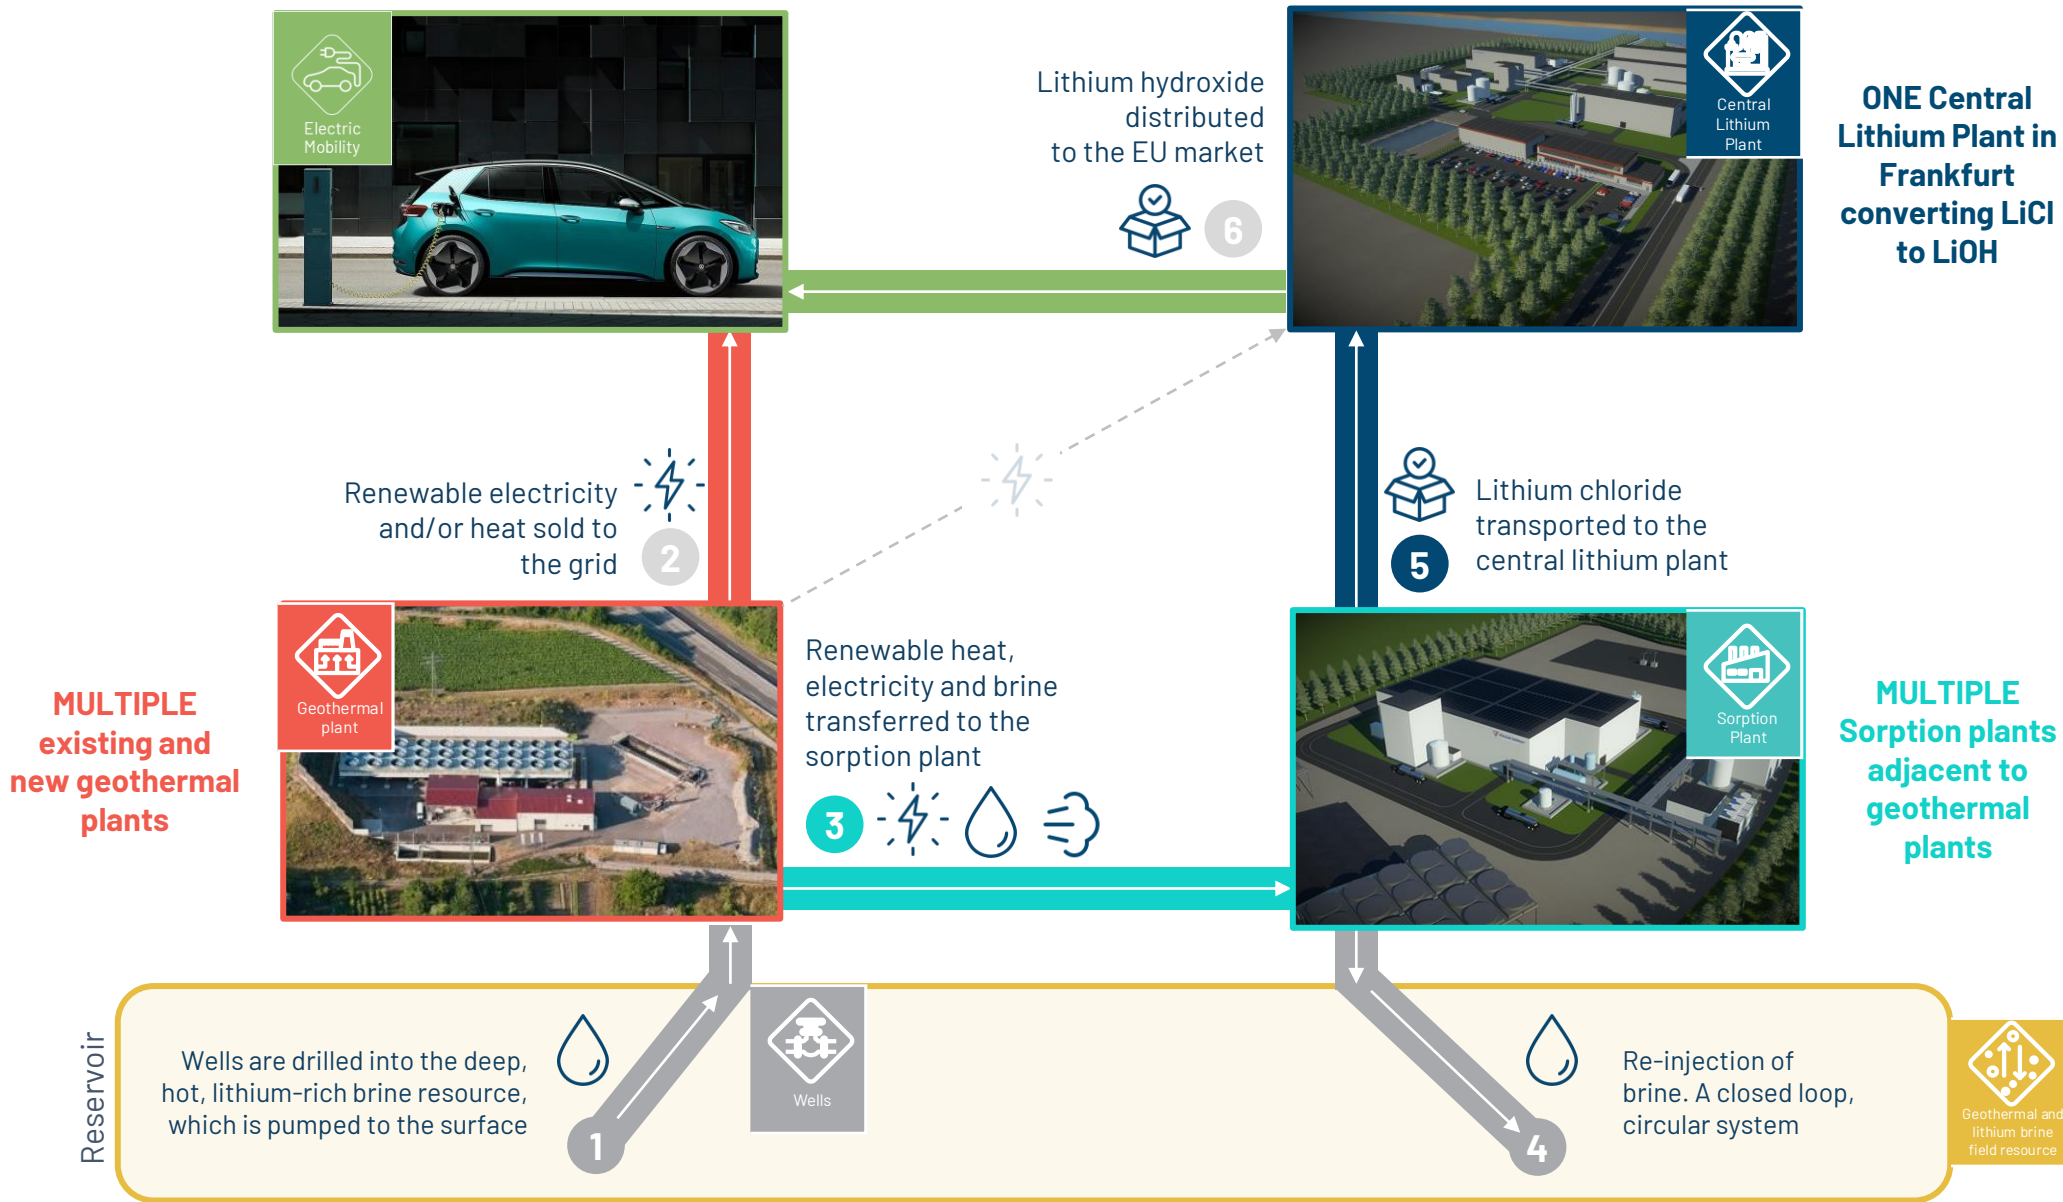 Electric
Mobility
Lithium hydroxide
distributed
to the EU market
6
Central
Lithium
Plant
ONE Central
Lithium Plant in
Frankfurt
converting LiCl
to LiOH
Renewable electricity
and/or heat sold to
the grid
2
5
Lithium chloride
transported to the
central lithium plant
MULTIPLE
existing and
new geothermal
plants
Geothermal
plant
Renewable heat,
electricity and brine
transferred to the
sorption plant
3
Sorption
Plant
MULTIPLE
Sorption plants
adjacent to
geothermal
plants
Reservoir
Wells are drilled into the deep,
hot, lithium-rich brine resource,
which is pumped to the surface
1
Wells
4
Re-injection of
brine. A closed loop,
circular system
Geothermal and
lithium brine
field resource